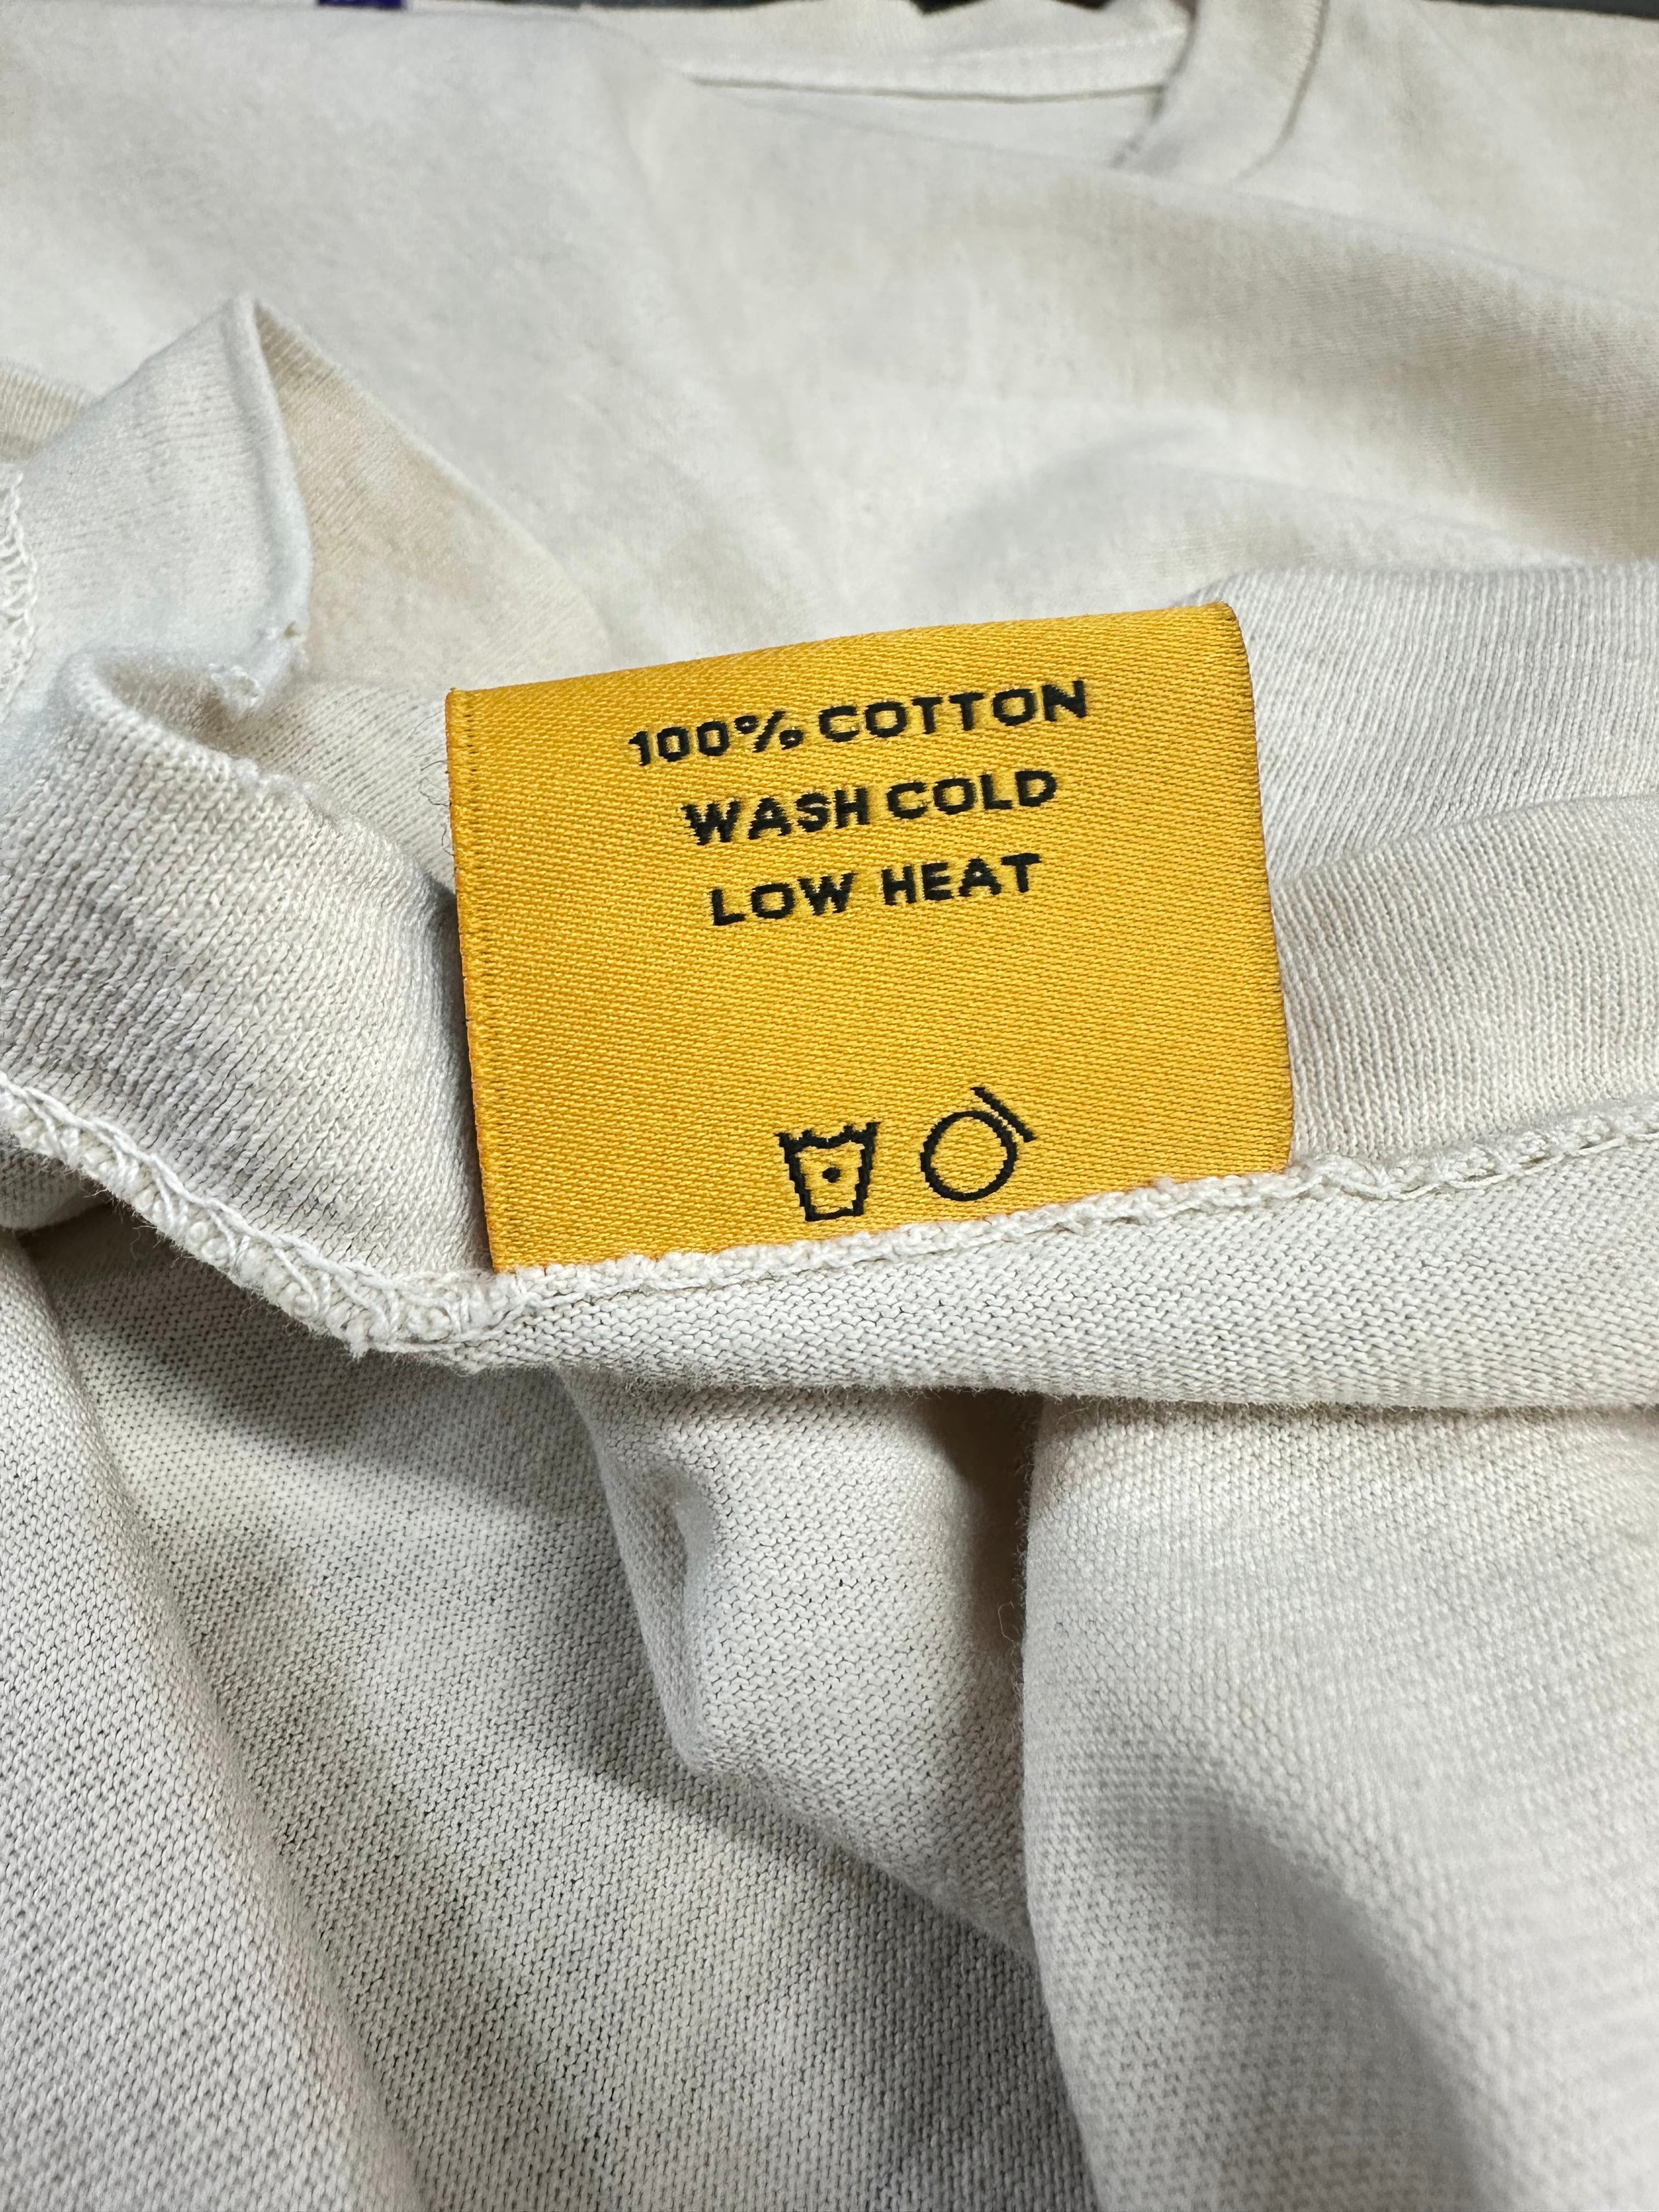 100% COTTON
WASH COLD
LOW HEAT